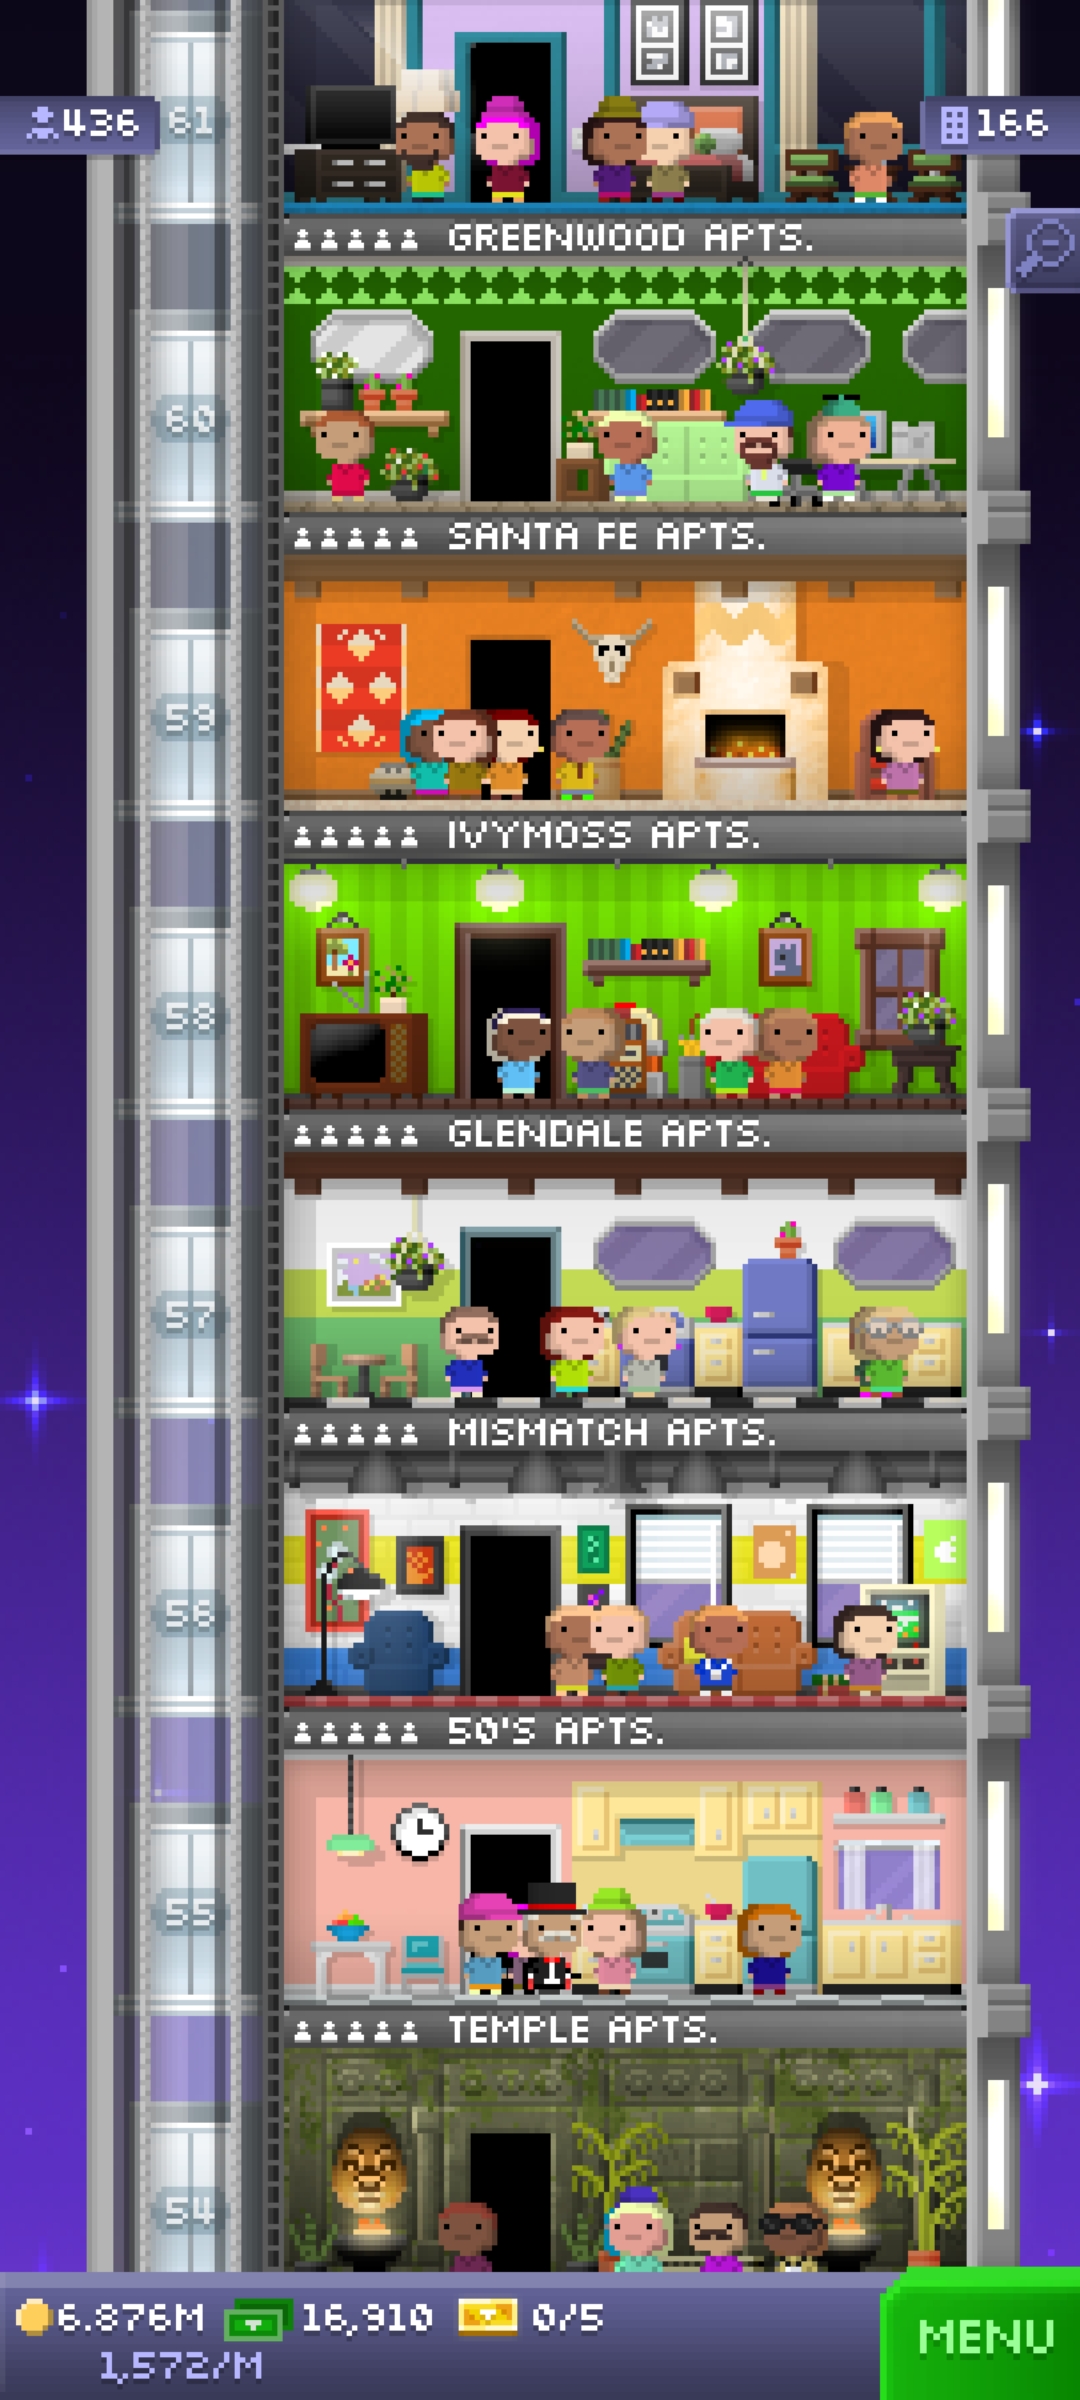 436
61
166
GREENWOOD APTS.
60
SANTA FE APTS.
59
IVYMOSS APTS.
58
GLENDALE APTS.
57
MISMATCH APTS.
56
50'S APTS.
55
TEMPLE APTS.
54
6.876M 16,910 0/5
1,572/M
MENU